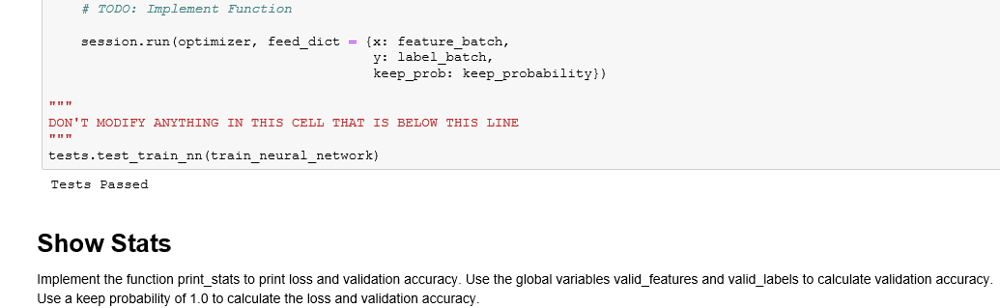 # TODO: Implement Function
session.run(optimizer, feed_dict = {x: feature_batch,
y: label_batch,
keep_prob: keep_probability})
"""
DON'T MODIFY ANYTHING IN THIS CELL THAT IS BELOW THIS LINE
"""
tests.test_train_nn(train_neural_network)
Tests Passed
Show Stats
Implement the function print_stats to print loss and validation accuracy. Use the global variables valid_features and valid_labels to calculate validation accuracy.
Use a keep probability of 1.0 to calculate the loss and validation accuracy.